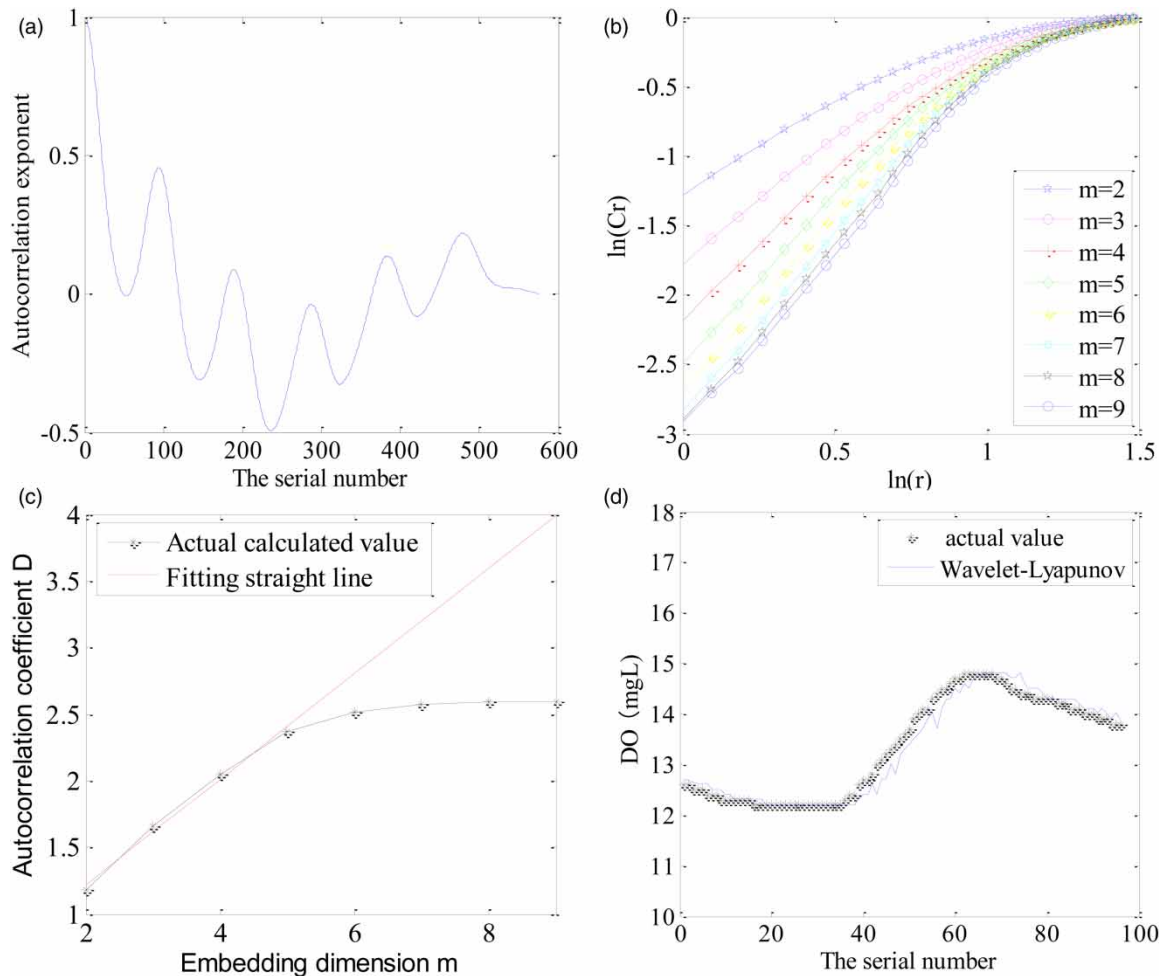 (a)
1
0.5
0
-0.5
Autocorrelation exponent
0 100 200 300 400 500 600
The serial number
(b)
0
-0.5
-1
-1.5
-2
-2.5
-3
ln(Cr)
m=2
m=3
m=4
m=5
m=6
m=7
m=8
m=9
0 0.5 1 1.5
ln(r)
(c)
4
3.5
3
2.5
2
1.5
1
Autocorrelation coefficient D
Actual calculated value
Fitting straight line
2 4 6 8
Embedding dimension m
(d)
18
17
16
15
14
13
12
11
10
DO (mgL)
actual value
Wavelet-Lyapunov
0 20 40 60 80 100
The serial number